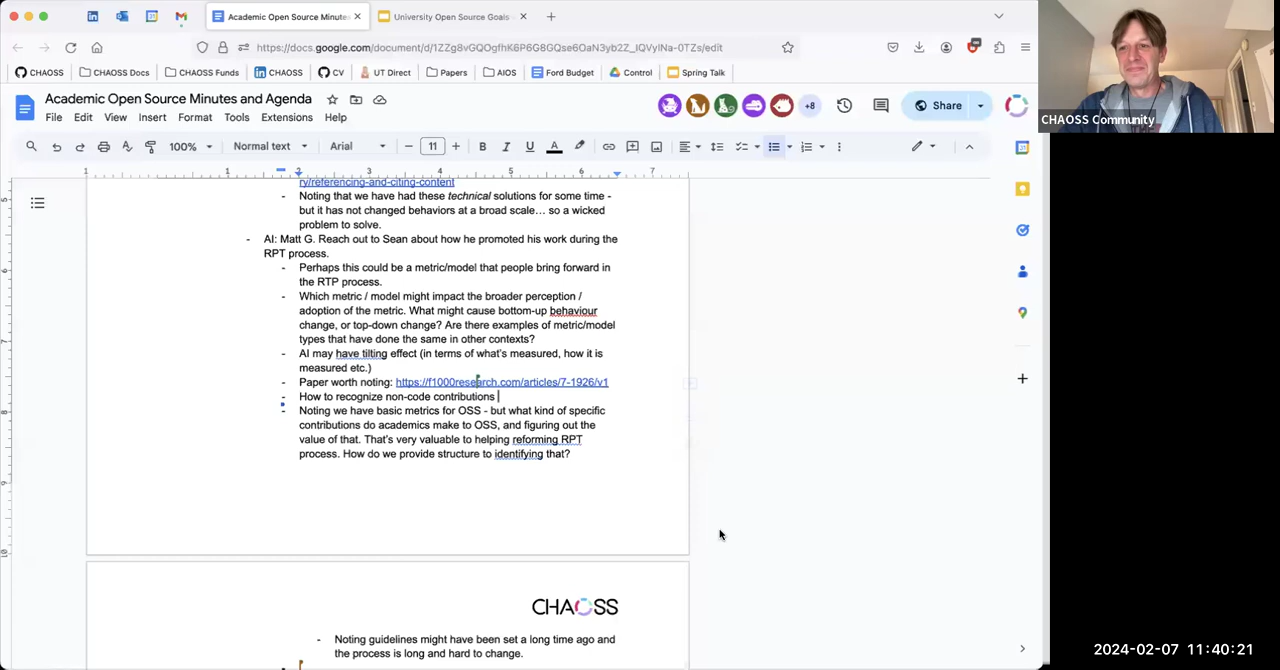 Academic Open Source Minutes
University Open Source Goals -
https://docs.google.com/document/d/1ZZg8vGQOgfhK6P6G8GQse6OaN3yb2Z_IQVyINa-0TZs/edit
CHAOSS
CHAOSS Docs
CHAOSS Funds
CHAOSS
CV
UT Direct
Papers
AIOS
Ford Budget
Control
Spring Talk
CHAOSS Community
Academic Open Source Minutes and Agenda
+8
Share
File Edit View Insert Format Tools Extensions Help
100% Normal text Arial 11 B I U A
1 1 2 3 4 5 6 7
ry/referencing-and-citing-content
- Noting that we have had these technical solutions for some time -
but it has not changed behaviors at a broad scale… so a wicked
problem to solve.
- AI: Matt G. Reach out to Sean about how he promoted his work during the
RPT process.
- Perhaps this could be a metric/model that people bring forward in
the RTP process.
- Which metric / model might impact the broader perception /
adoption of the metric. What might cause bottom-up behaviour
change, or top-down change? Are there examples of metric/model
types that have done the same in other contexts?
- AI may have tilting effect (in terms of what's measured, how it is
measured etc.)
- Paper worth noting: https://f1000research.com/articles/7-1926/v1
- How to recognize non-code contributions
- Noting we have basic metrics for OSS - but what kind of specific
contributions do academics make to OSS, and figuring out the
value of that. That's very valuable to helping reforming RPT
process. How do we provide structure to identifying that?
CHAOSS
- Noting guidelines might have been set a long time ago and
the process is long and hard to change.
2024-02-07 11:40:21